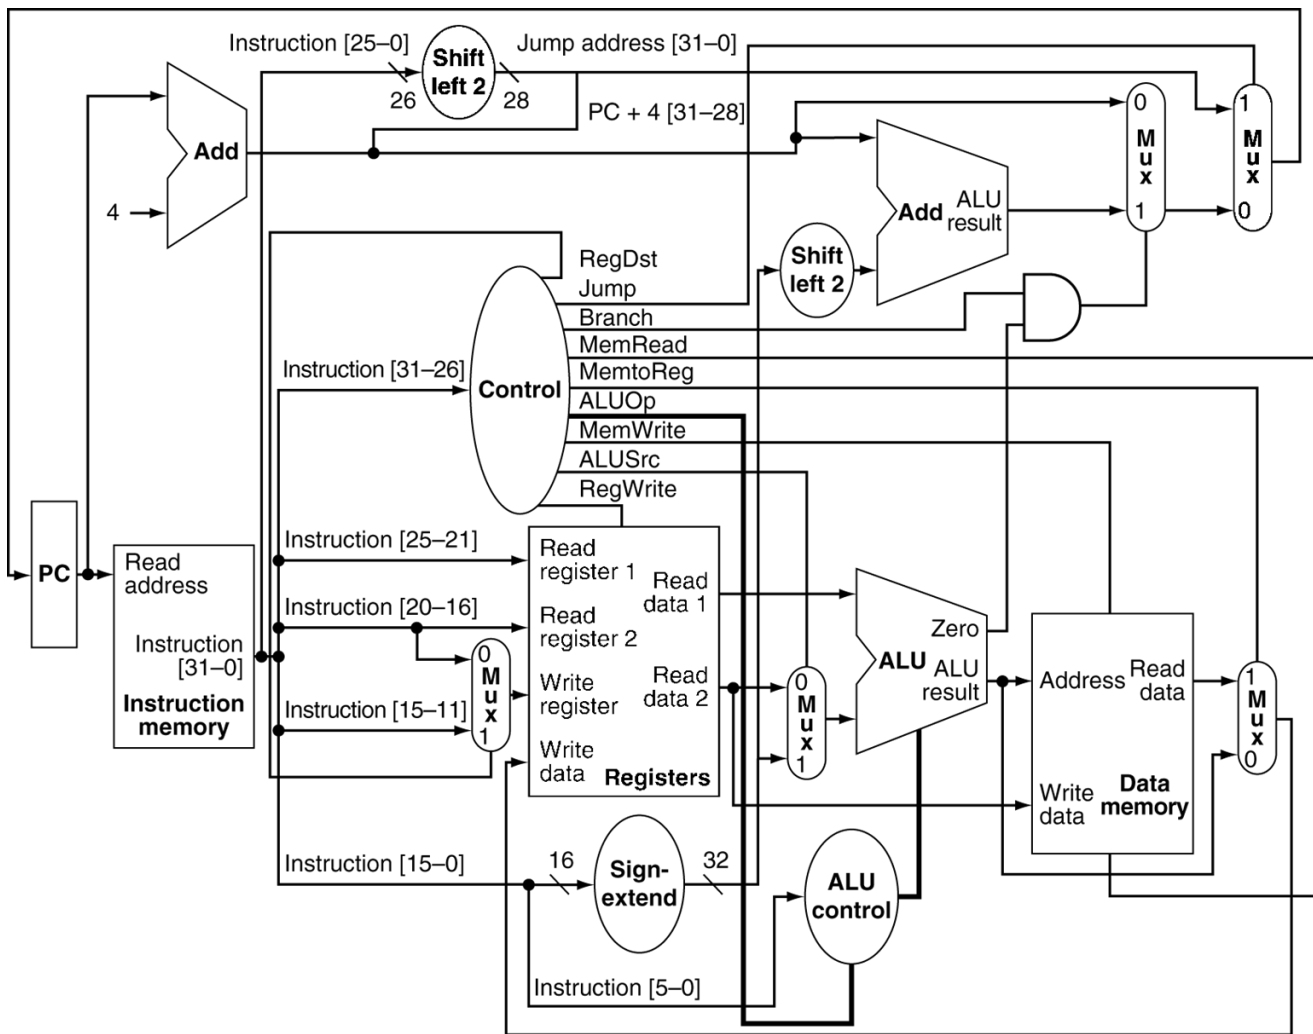 Instruction [25–0]
Shift
left 2
Jump address [31–0]
26
28
PC + 4 [31–28]
Add
4
0
M
u
x
1
1
M
u
x
0
Add
ALU
result
Shift
left 2
RegDst
Jump
Branch
MemRead
MemtoReg
ALUOp
MemWrite
ALUSrc
RegWrite
Instruction [31–26]
Control
PC
Read
address
Instruction
[31–0]
Instruction
memory
Instruction [25–21]
Instruction [20–16]
Instruction [15–11]
0
M
u
x
1
Read
register 1
Read
register 2
Write
register
Write
data
Read
data 1
Read
data 2
Registers
0
M
u
x
1
Zero
ALU
ALU
result
Address
Read
data
Write
data
Data
memory
1
M
u
x
0
Instruction [15–0]
16
Sign-
extend
32
ALU
control
Instruction [5–0]